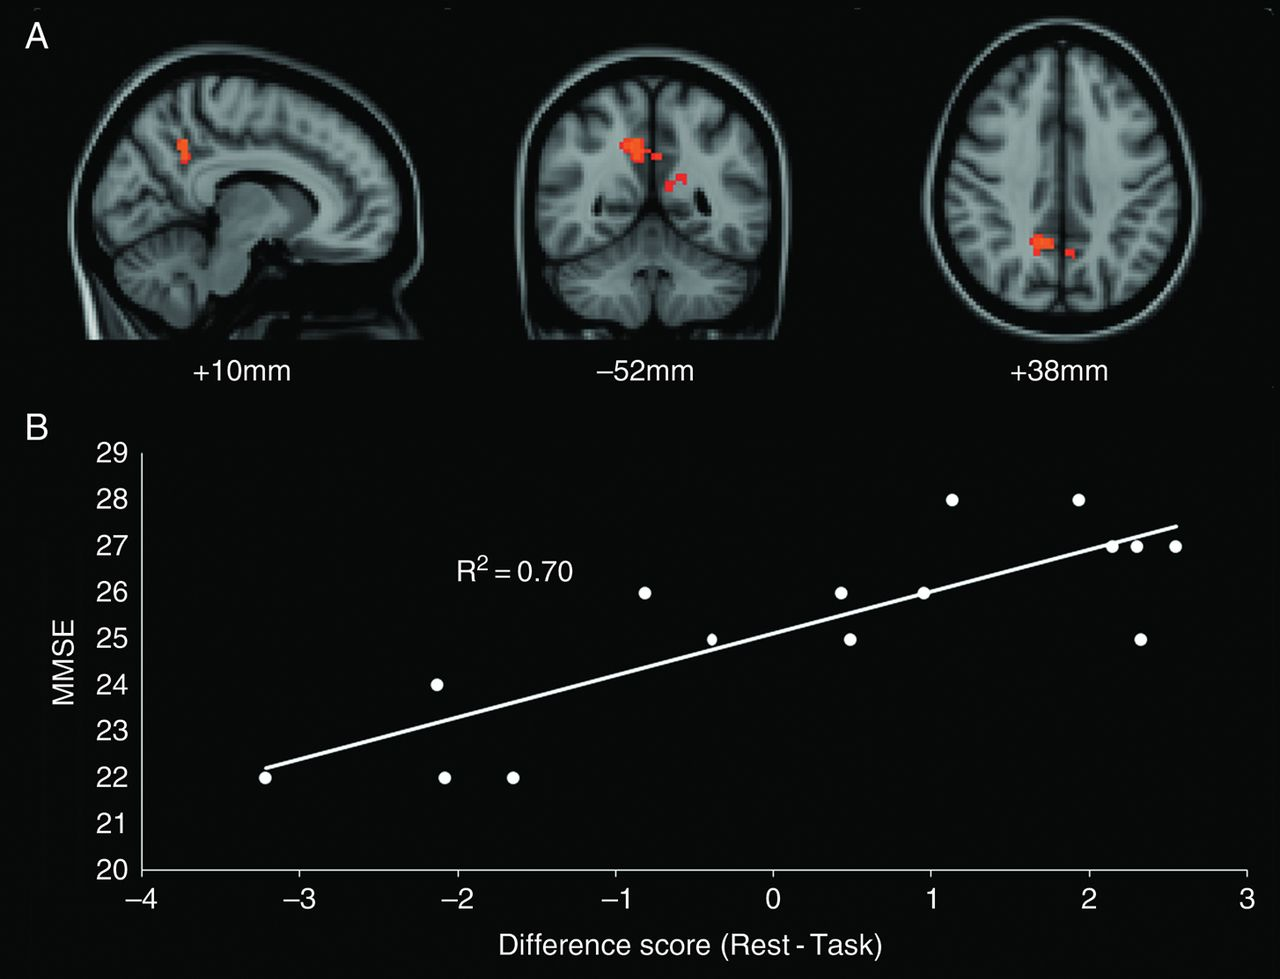 A
+10mm
–52mm
+38mm
B
29
28
27
26
25
24
23
22
21
20
MMSE
R2 = 0.70
–4
–3
–2
–1
0
1
2
3
Difference score (Rest - Task)